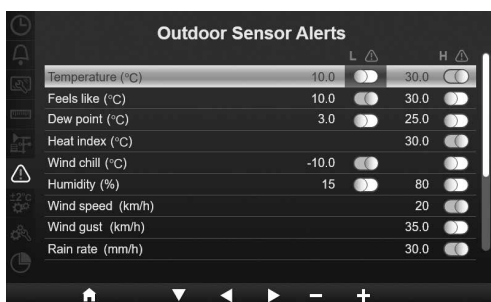 Outdoor Sensor Alerts
L H
Temperature (°C) 10.0 30.0
Feels like (°C) 10.0 30.0
Dew point (°C) 3.0 25.0
Heat index (°C) 30.0
Wind chill (°C) -10.0
Humidity (%) 15 80
Wind speed (km/h) 20
Wind gust (km/h) 35.0
Rain rate (mm/h) 30.0
±2°C